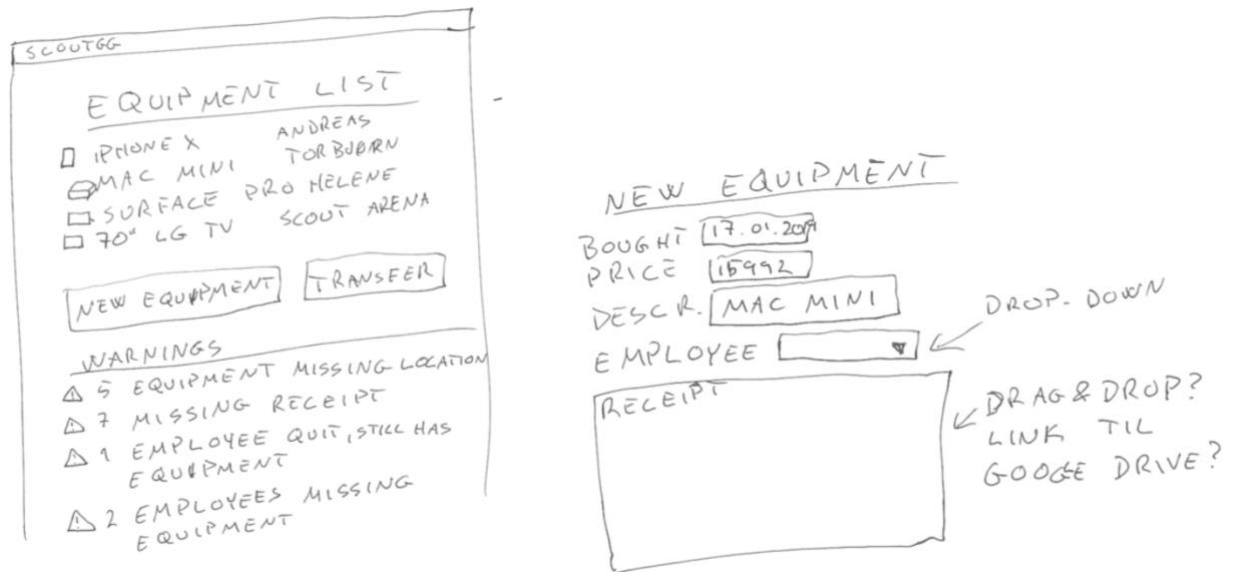 SCOUTGG
EQUIPMENT LIST
IPHONE X ANDREAS
MAC MINI TORBJØRN
SURFACE PRO HELENE
70" LG TV SCOUT ARENA
NEW EQUIPMENT TRANSFER
WARNINGS
5 EQUIPMENT MISSING LOCATION
7 MISSING RECEIPT
1 EMPLOYEE QUIT, STILL HAS
EQUIPMENT
2 EMPLOYEES MISSING
EQUIPMENT
NEW EQUIPMENT
BOUGHT 17.01.2019
PRICE 15992
DESCR. MAC MINI
EMPLOYEE
DROP-DOWN
RECEIPT
DRAG & DROP?
LINK TIL
GOOGE DRIVE?